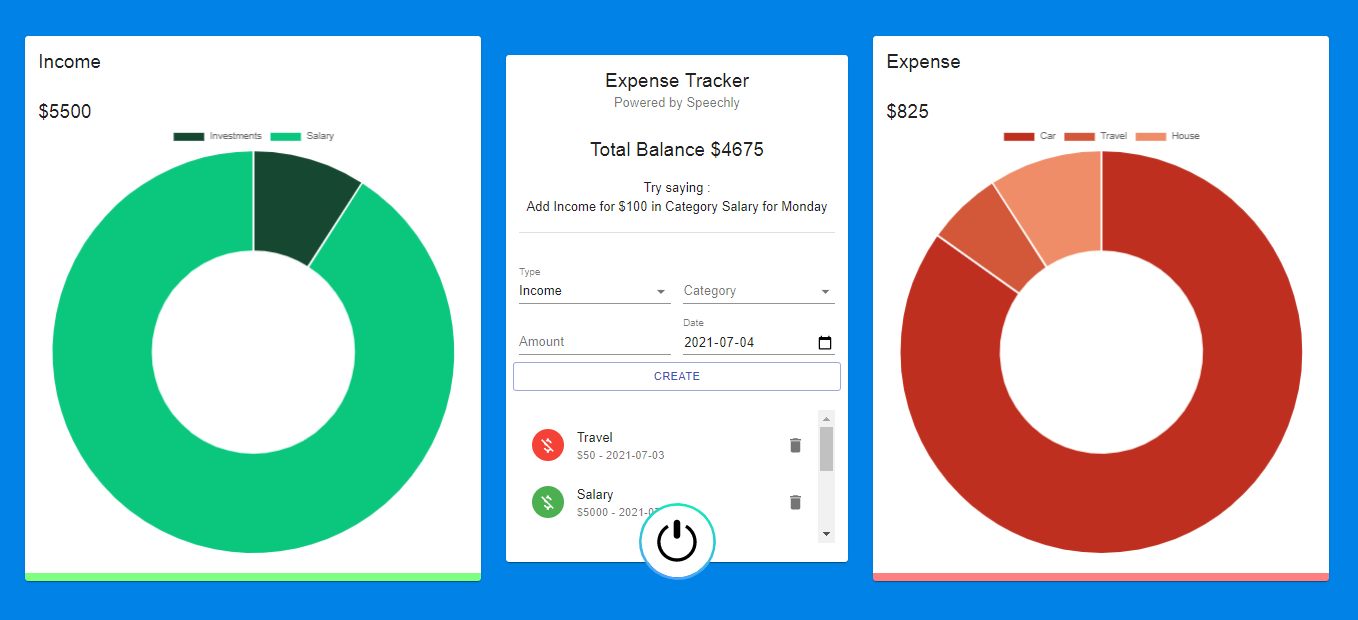 Income
$5500
Investments Salary
Expense Tracker
Powered by Speechly
Total Balance $4675
Try saying :
Add Income for $100 in Category Salary for Monday
Type
Income
Category
Amount
Date
2021-07-04
CREATE
Travel
$50 - 2021-07-03
Salary
$5000 - 2021-07
Expense
$825
Car Travel House